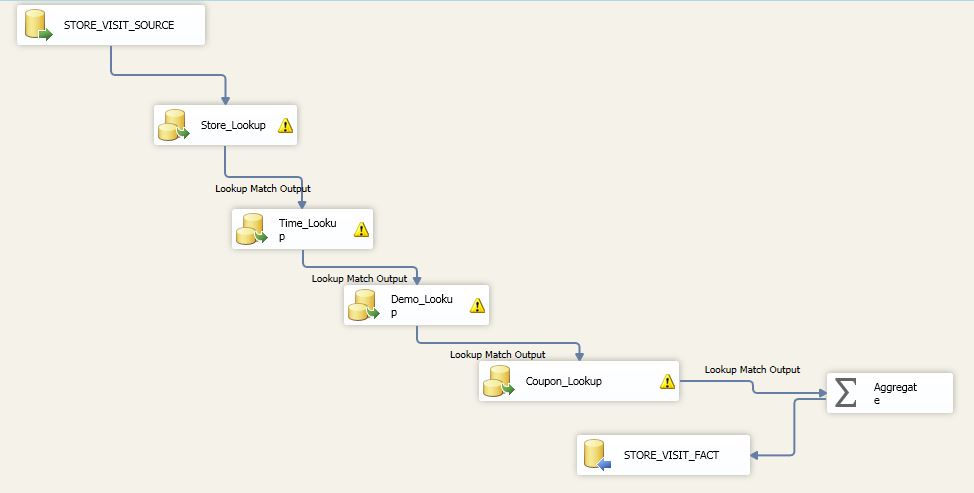 STORE_VISIT_SOURCE
Store_Lookup
Lookup Match Output
Time_Looku
p
Lookup Match Output
Demo_Looku
p
Lookup Match Output
Coupon_Lookup
Lookup Match Output
Aggregat
e
STORE_VISIT_FACT